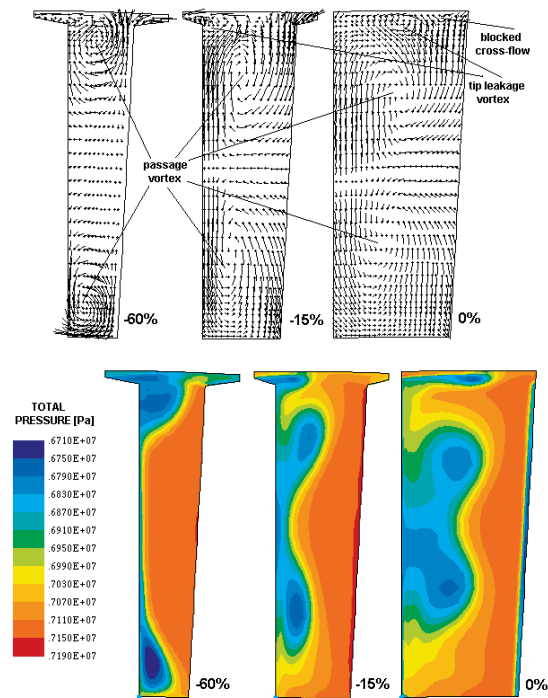 blocked
cross-flow
tip leakage
vortex
passage
vortex
-60%
-15%
0%
TOTAL
PRESSURE [Pa]
.6710E+07
.6750E+07
.6790E+07
.6830E+07
.6870E+07
.6910E+07
.6950E+07
.6990E+07
.7030E+07
.7070E+07
.7110E+07
.7150E+07
.7190E+07
-60%
-15%
0%